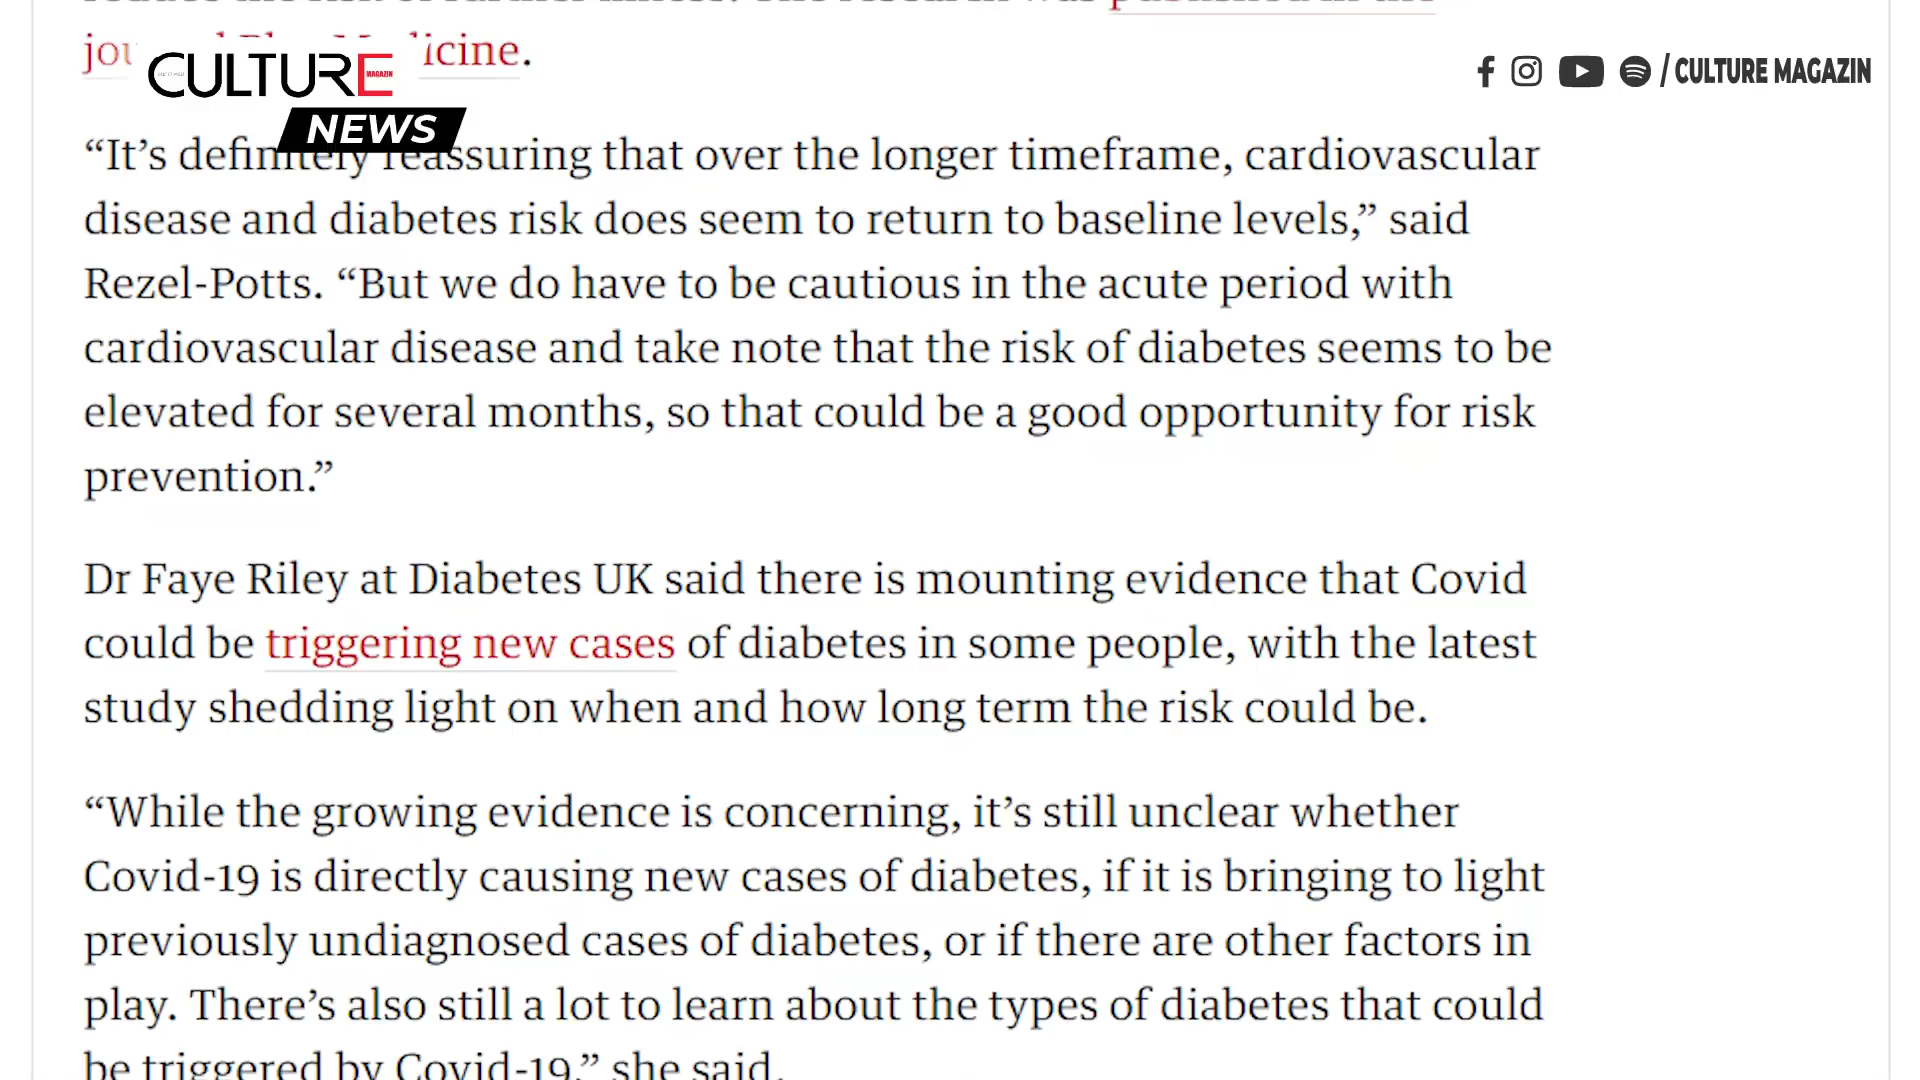 published in the
icine.
CULTURE
MAGAZIN
NEWS
/ CULTURE MAGAZIN
“It’s definitely reassuring that over the longer timeframe, cardiovascular
disease and diabetes risk does seem to return to baseline levels,” said
Rezel-Potts. “But we do have to be cautious in the acute period with
cardiovascular disease and take note that the risk of diabetes seems to be
elevated for several months, so that could be a good opportunity for risk
prevention.”
Dr Faye Riley at Diabetes UK said there is mounting evidence that Covid
could be triggering new cases of diabetes in some people, with the latest
study shedding light on when and how long term the risk could be.
“While the growing evidence is concerning, it’s still unclear whether
Covid-19 is directly causing new cases of diabetes, if it is bringing to light
previously undiagnosed cases of diabetes, or if there are other factors in
play. There’s also still a lot to learn about the types of diabetes that could
be triggered by Covid-19,” she said.